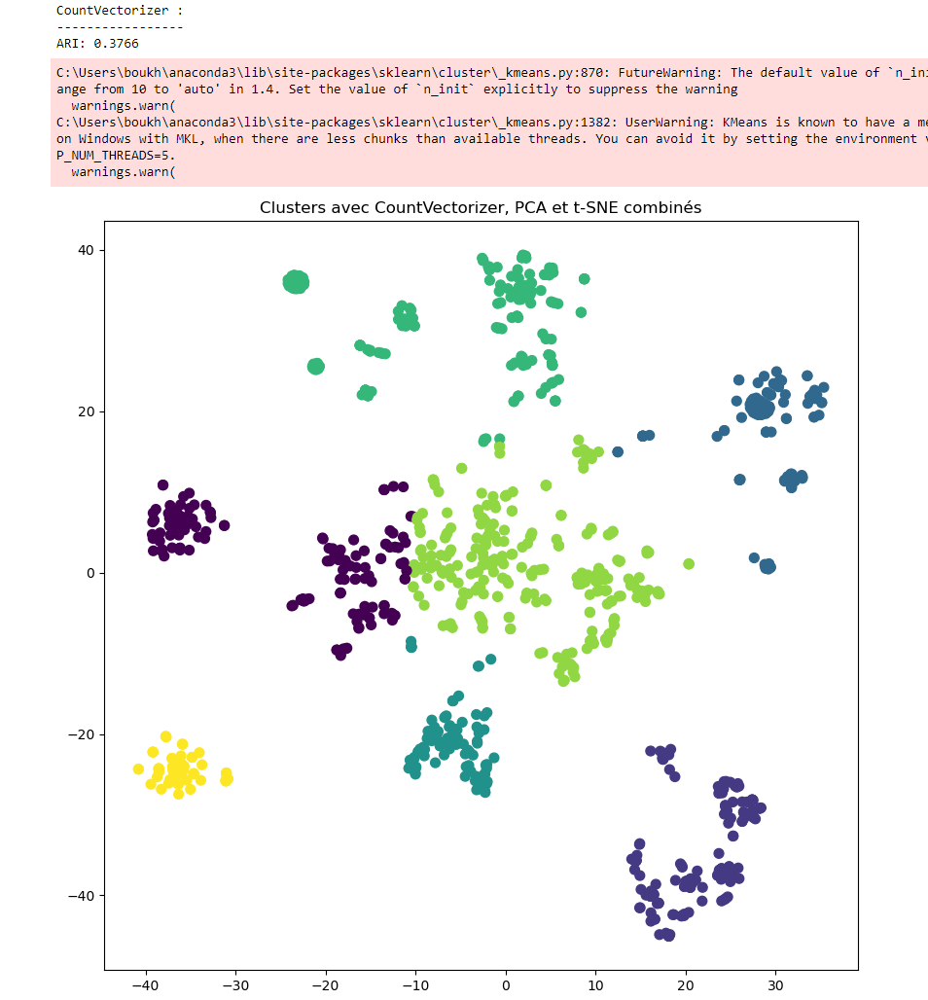 CountVectorizer :
-----------------
ARI: 0.3766
C:\Users\boukh\anaconda3\lib\site-packages\sklearn\cluster\_kmeans.py:870: FutureWarning: The default value of `n_ini
ange from 10 to 'auto' in 1.4. Set the value of `n_init` explicitly to suppress the warning
  warnings.warn(
C:\Users\boukh\anaconda3\lib\site-packages\sklearn\cluster\_kmeans.py:1382: UserWarning: KMeans is known to have a me
on Windows with MKL, when there are less chunks than available threads. You can avoid it by setting the environment v
P_NUM_THREADS=5.
  warnings.warn(
Clusters avec CountVectorizer, PCA et t-SNE combinés
40
20
0
−20
−40
−40 −30 −20 −10 0 10 20 30